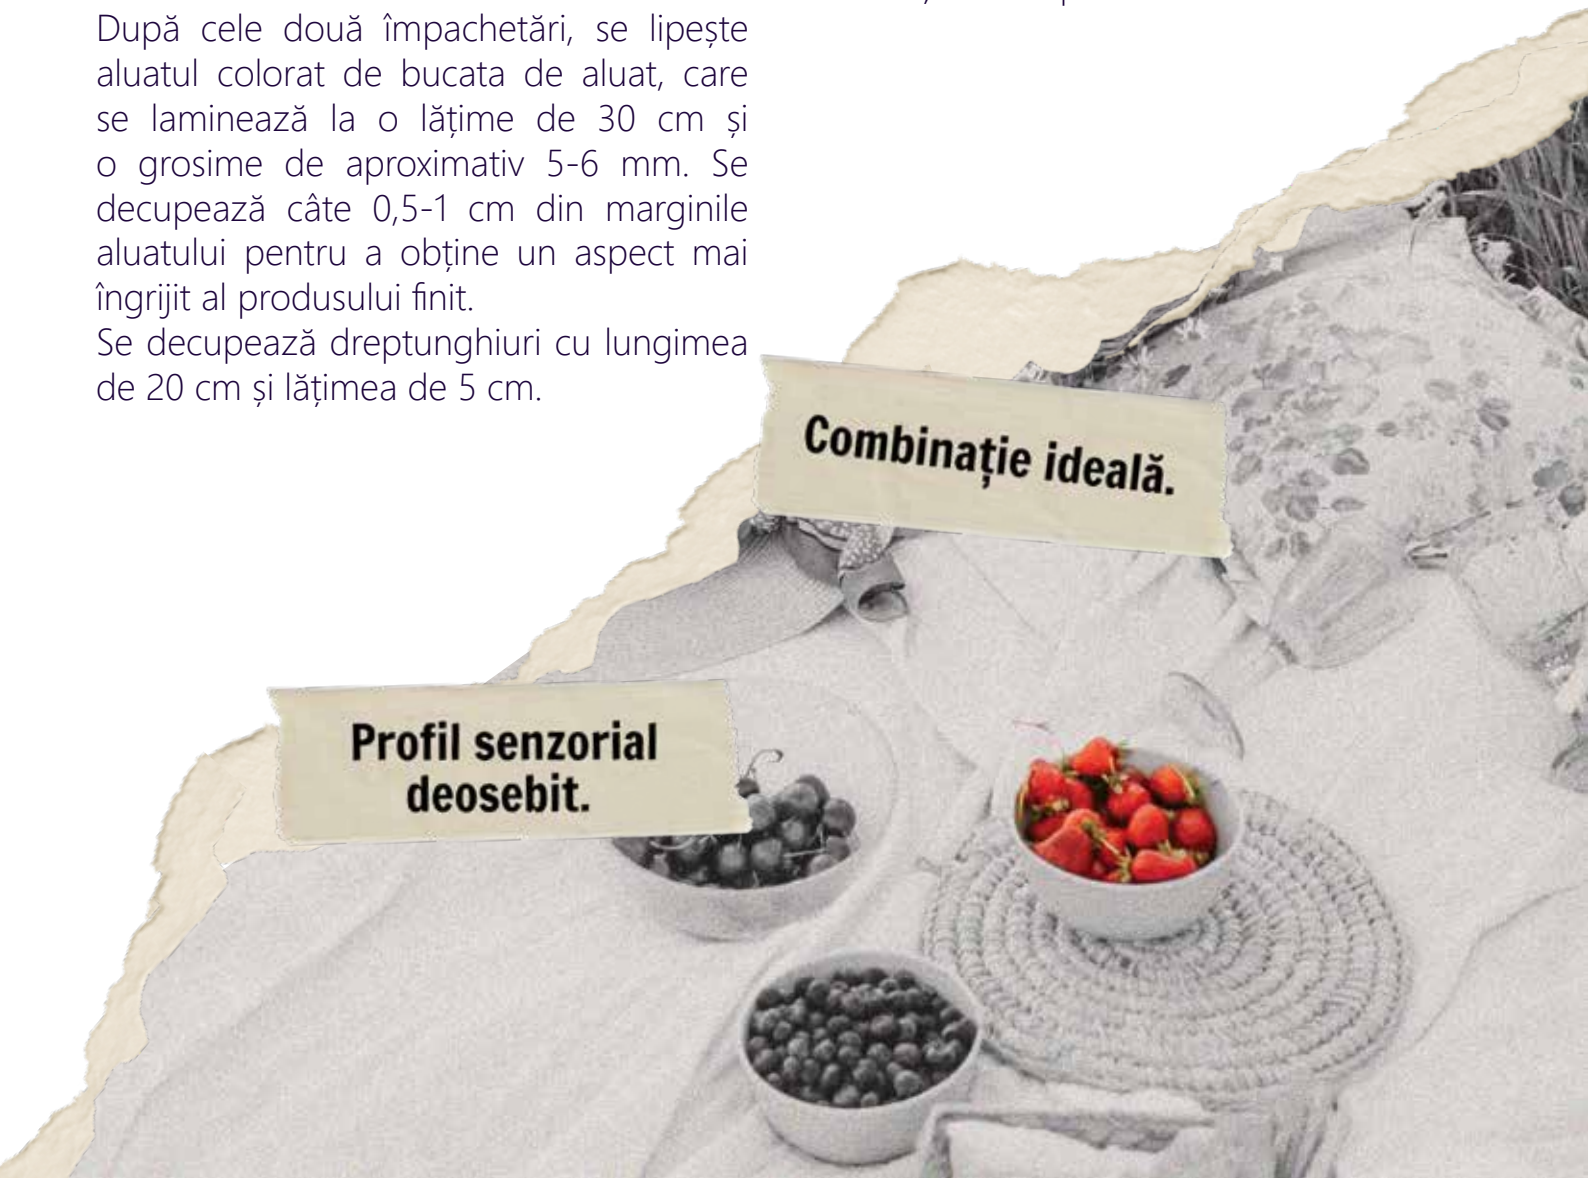 După cele două împachetări, se lipește
aluatul colorat de bucata de aluat, care
se laminează la o lățime de 30 cm și
o grosime de aproximativ 5-6 mm. Se
decupează câte 0,5-1 cm din marginile
aluatului pentru a obține un aspect mai
îngrijit al produsului finit.
Se decupează dreptunghiuri cu lungimea
de 20 cm și lățimea de 5 cm.
Combinație ideală.
Profil senzorial
deosebit.